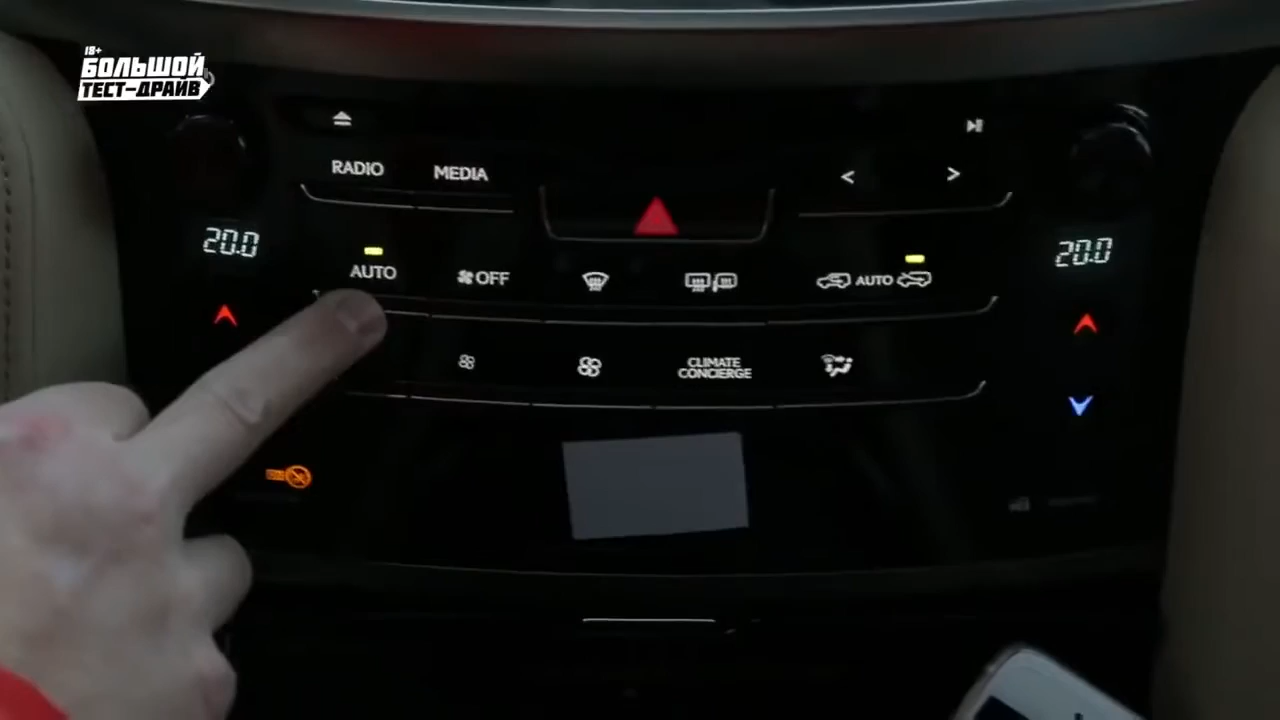 18+
БОЛЬШОЙ
ТЕСТ-ДРАЙВ
RADIO
MEDIA
<
>
20.0
AUTO
OFF
AUTO
20.0
CLIMATE
CONCIERGE